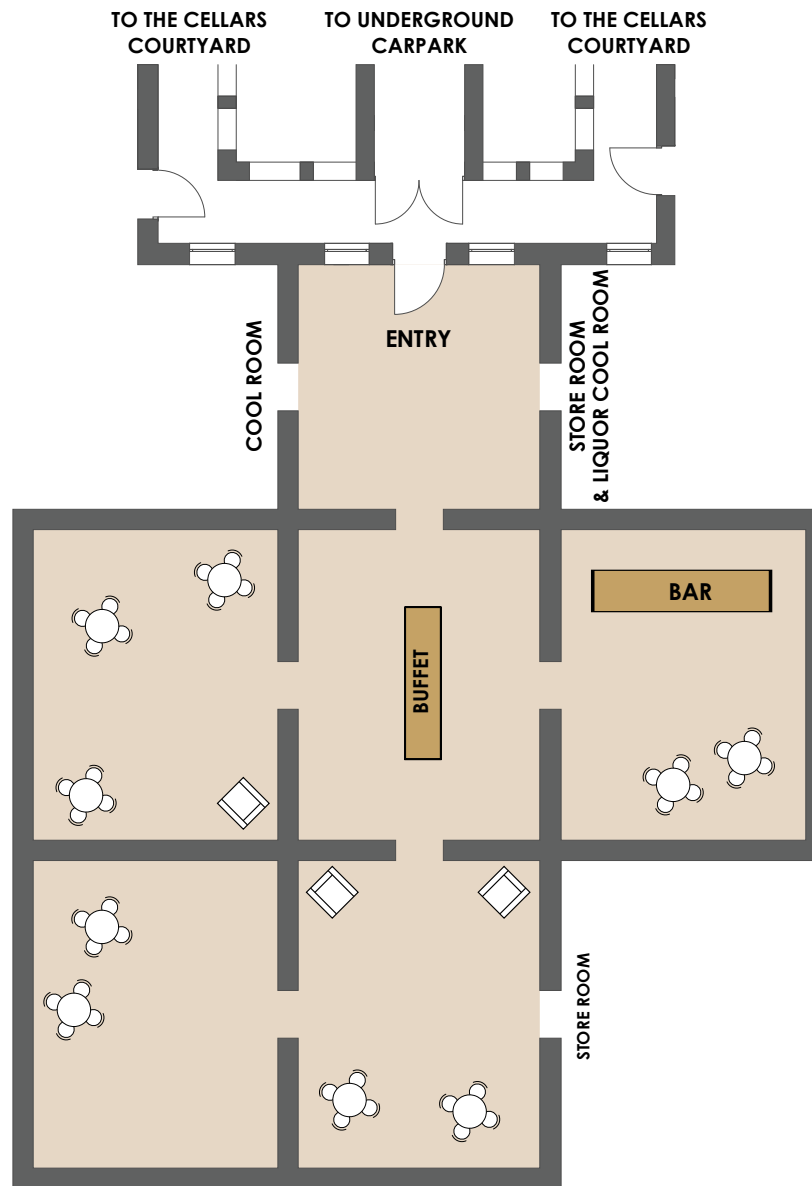 TO THE CELLARS
COURTYARD
TO UNDERGROUND
CARPARK
TO THE CELLARS
COURTYARD
ENTRY
COOL ROOM
STORE ROOM
& LIQUOR COOL ROOM
BAR
BUFFET
STORE ROOM